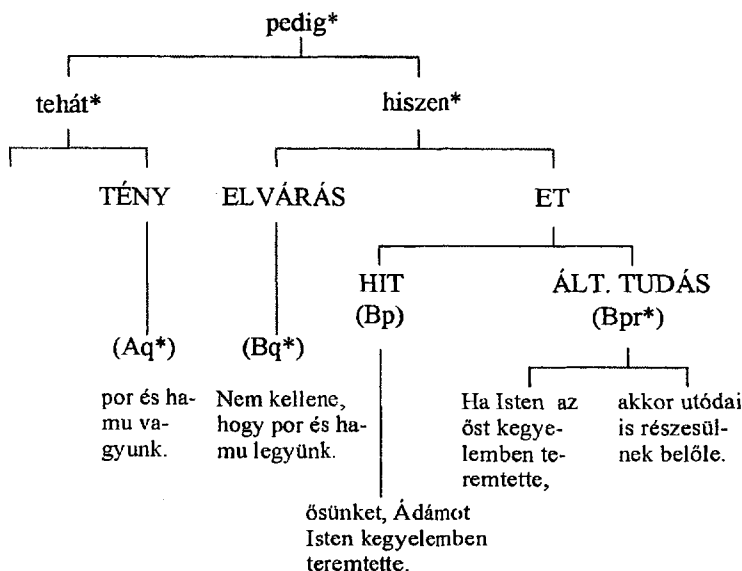 pedig*
tehát* hiszen*
TÉNY ELVÁRÁS ET
HIT ÁLT. TUDÁS
(Bp) (Bpr*)
(Aq*) (Bq*)
por és ha-
mu va-
gyunk.
Nem kellene,
hogy por és ha-
mu legyünk.
Ha Isten az
őst kegye-
lemben te-
remtette,
akkor utódai
is részesül-
nek belőle.
ősünket, Ádámot
Isten kegyelemben
teremtette.